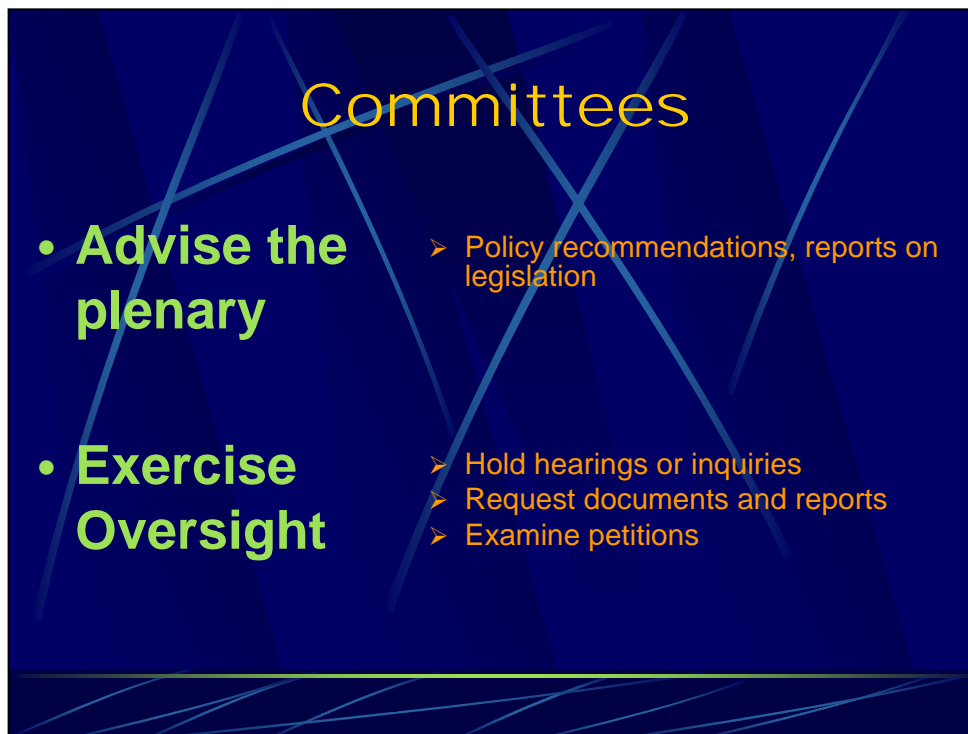 Committees
• Advise the
plenary
➢ Policy recommendations, reports on
legislation
• Exercise
Oversight
➢ Hold hearings or inquiries
➢ Request documents and reports
➢ Examine petitions